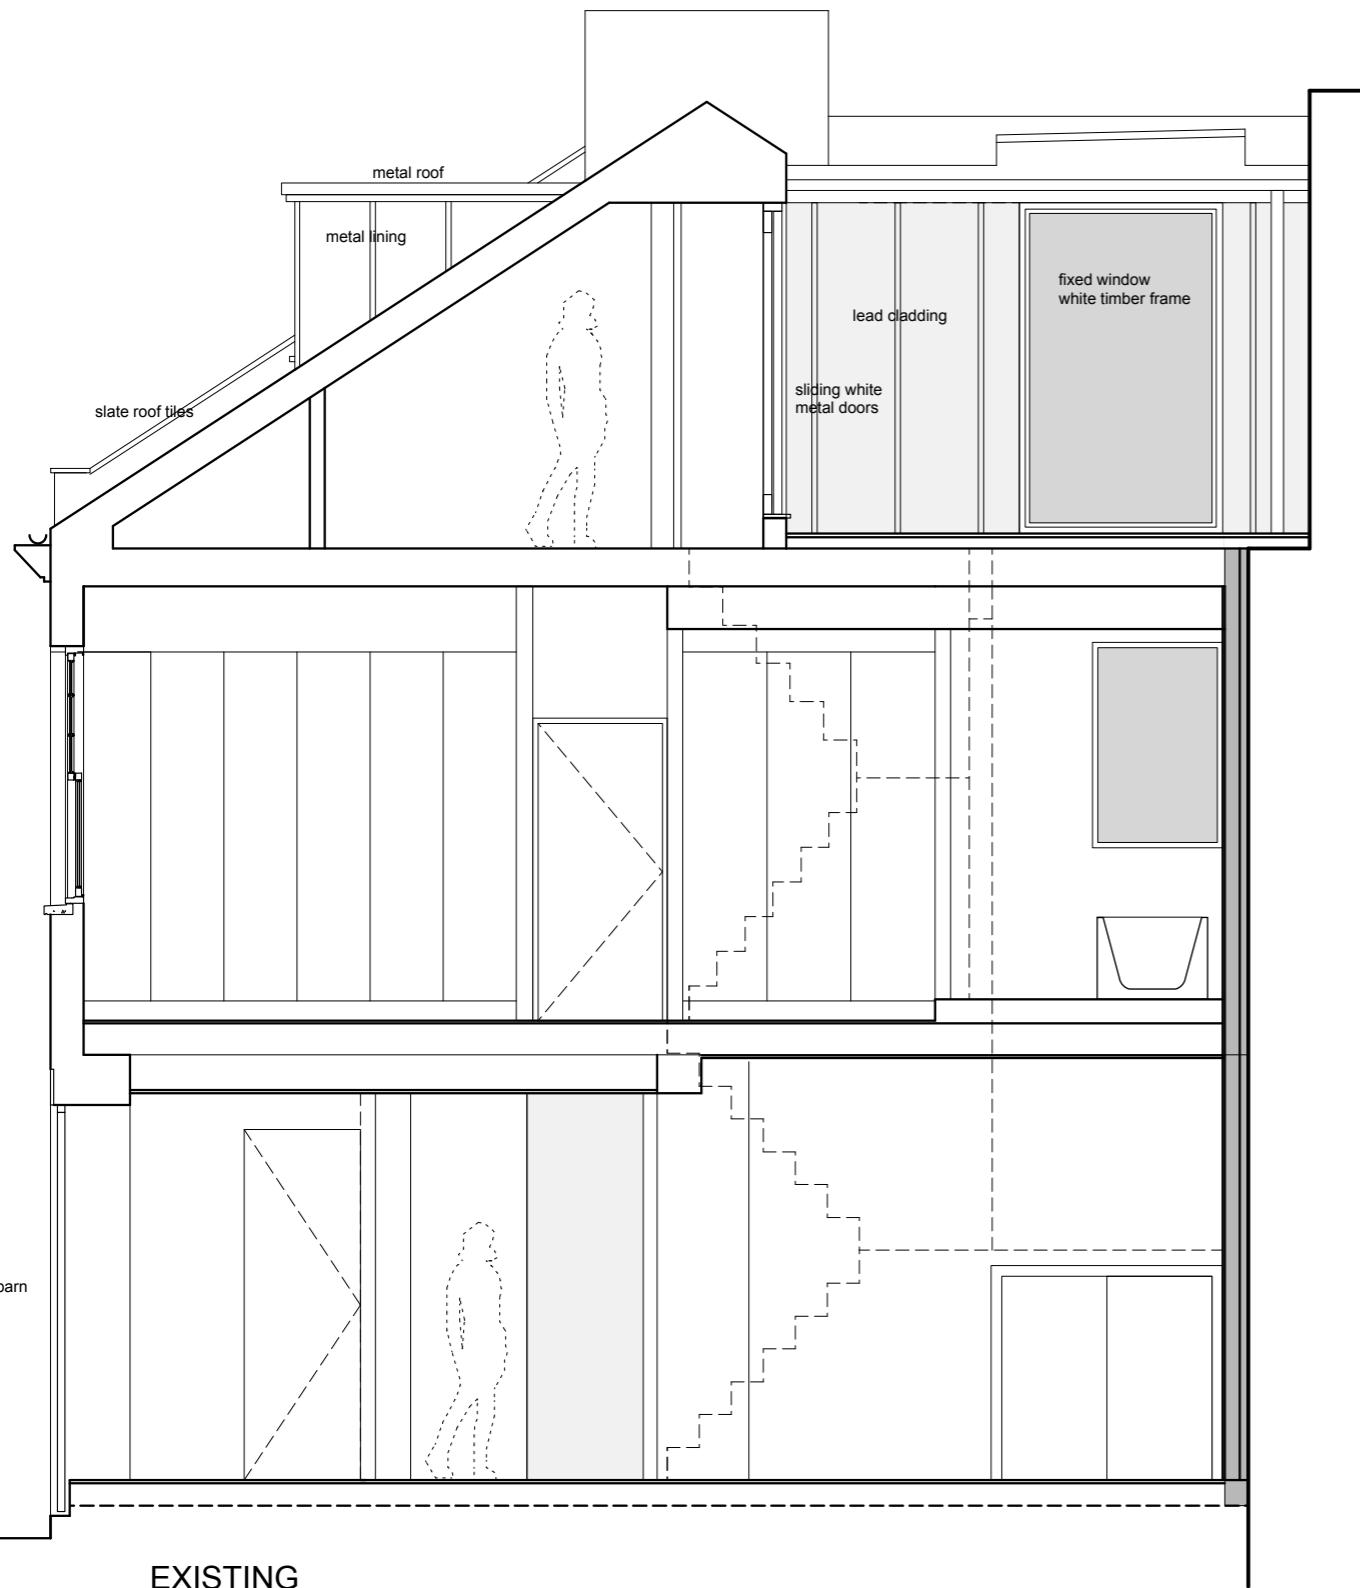 metal roof
metal lining
fixed window
white timber frame
lead cladding
sliding white
metal doors
slate roof tiles
EXISTING